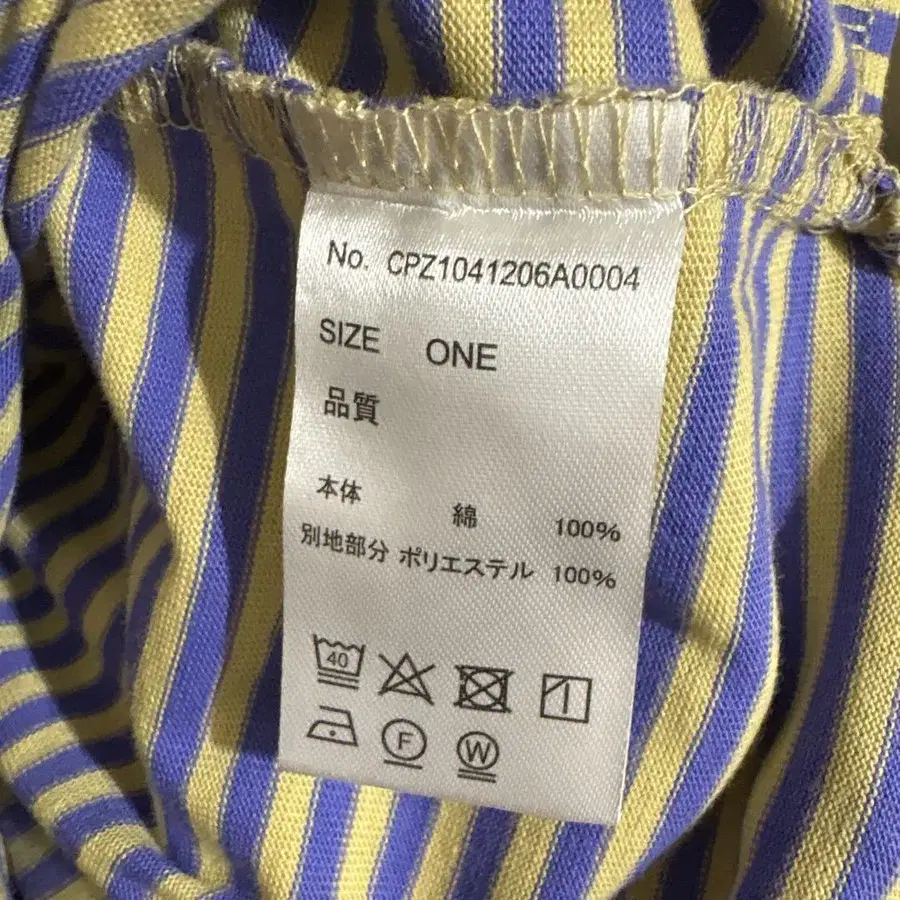 No. CPZ1041206A0004
SIZE ONE
品質
本体 綿 100%
別地部分 ポリエステル 100%
40
F W